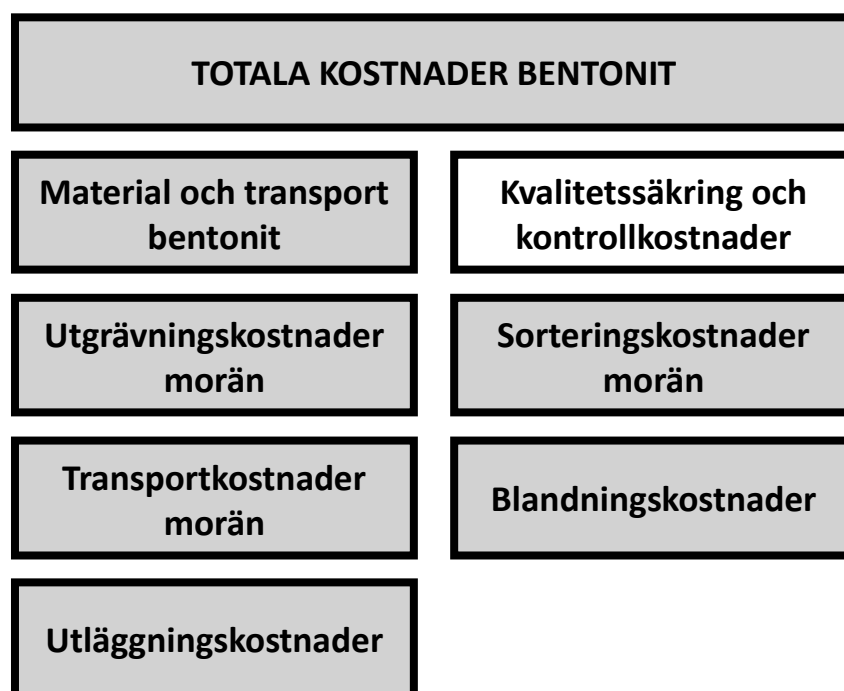 TOTALA KOSTNADER BENTONIT
Material och transport
bentonit
Kvalitetssäkring och
kontrollkostnader
Utgrävningskostnader
morän
Sorteringskostnader
morän
Transportkostnader
morän
Blandningskostnader
Utläggningskostnader